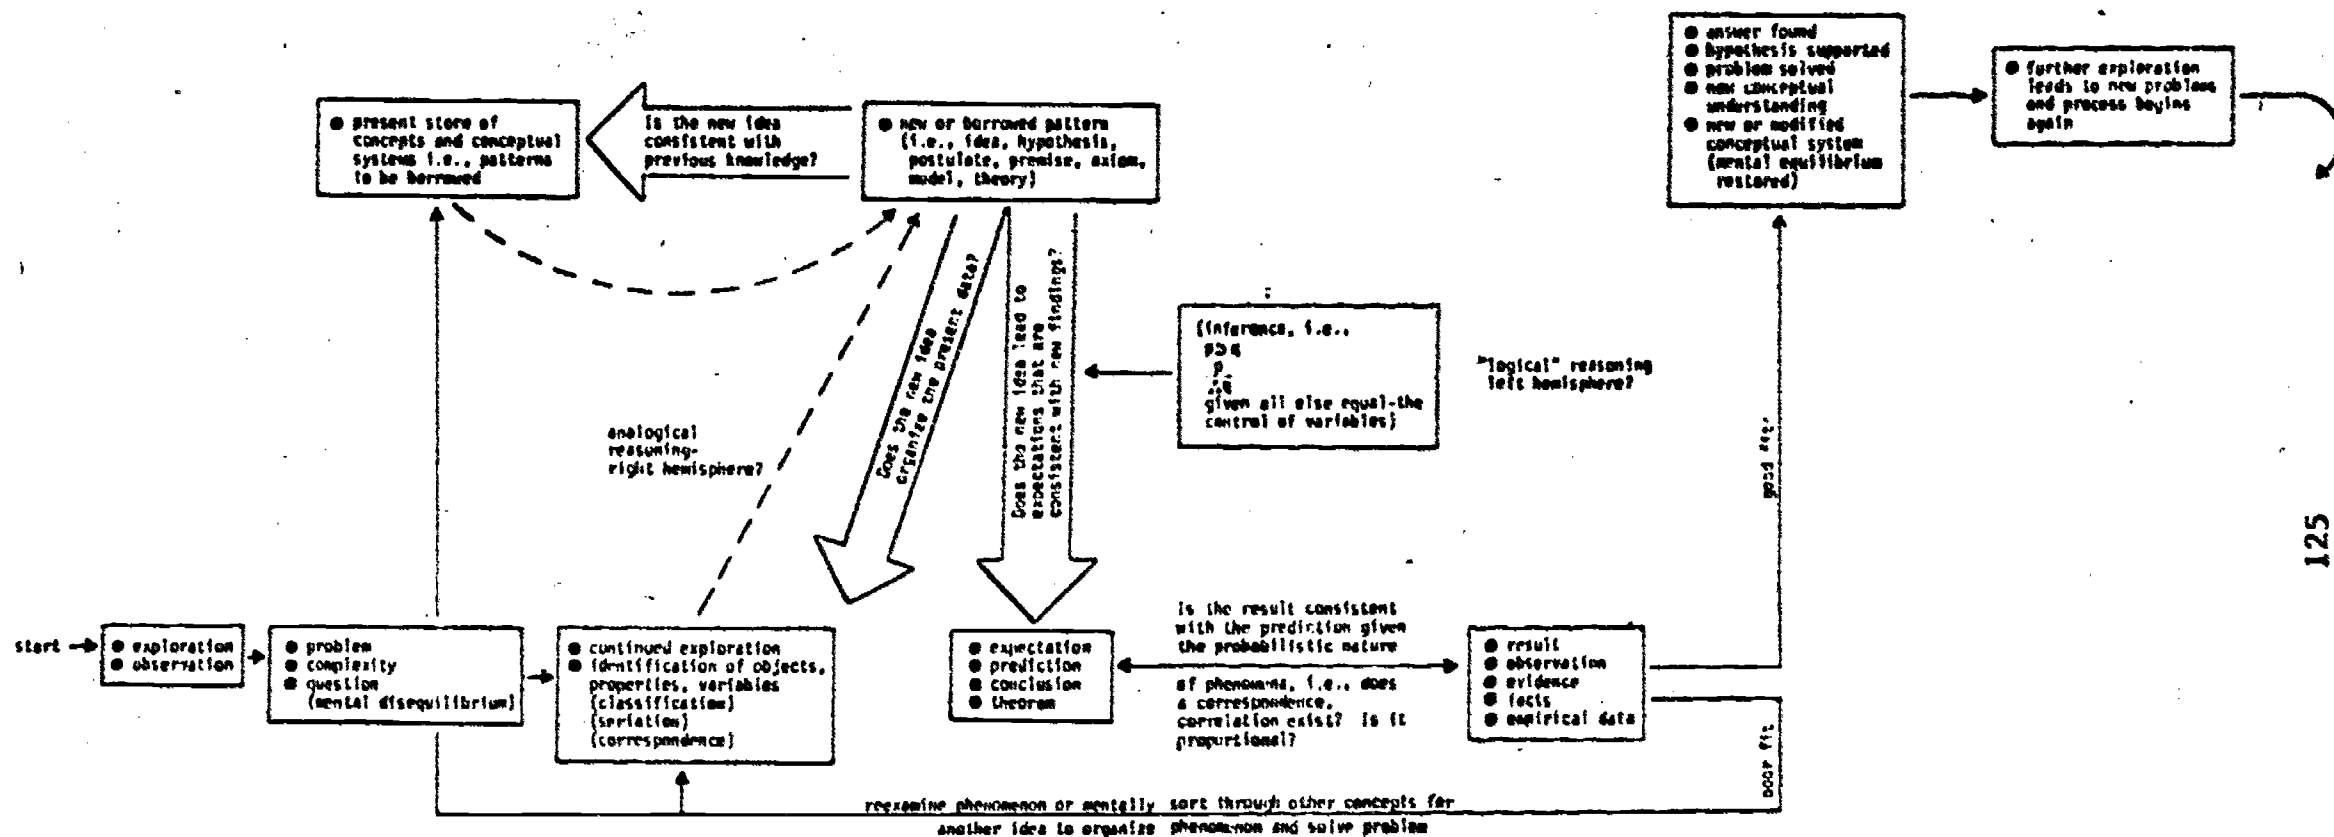 ● answer found
● hypothesis supported
● problem solved
● new conceptual
understanding
● new or modified
conceptual system
(mental equilibrium
restored)
● further exploration
leads to new problems
and process begins
again
● present store of
concepts and conceptual
systems i.e., patterns
to be borrowed
Is the new idea
consistent with
previous knowledge?
● new or borrowed pattern
(i.e., idea, hypothesis,
postulate, premise, axiom,
model, theory)
Does the new idea
organize the present data?
Does the new idea lead to
expectations that are
consistent with new findings?
(inference, i.e.,
p⊃q
given all else equal-the
control of variables)
"logical" reasoning
left hemisphere?
analogical
reasoning-
right hemisphere?
good fit
125
start
● exploration
● observation
● problem
● complexity
● question
(mental disequilibrium)
● continued exploration
● identification of objects,
properties, variables
(classification)
(seriation)
(correspondence)
● expectation
● prediction
● conclusion
● theorem
Is the result consistent
with the prediction given
the probabilistic nature
of phenomena, i.e., does
a correspondence,
correlation exist? Is it
proportional?
● result
● observation
● evidence
● facts
● empirical data
poor fit
reexamine phenomenon or mentally sort through other concepts for
another idea to organize phenomenon and solve problem